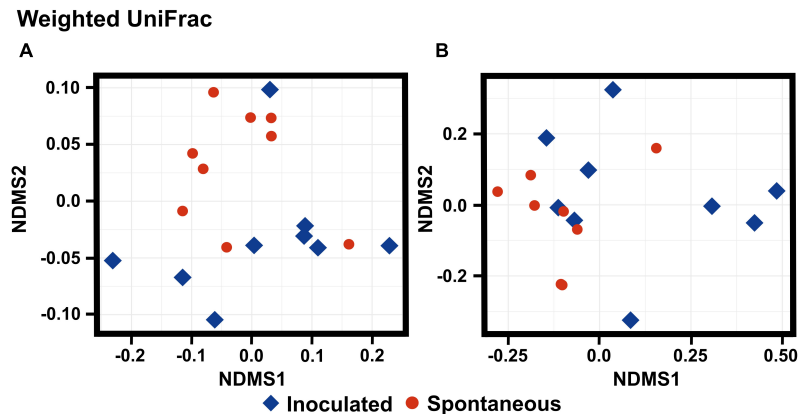 Weighted UniFrac
A
B
NDMS2
0.10
0.05
0.0
-0.05
-0.10
-0.2
-0.1
0.0
0.1
0.2
NDMS1
NDMS2
0.2
0.0
-0.2
-0.25
0.0
0.25
0.50
NDMS1
Inoculated
Spontaneous